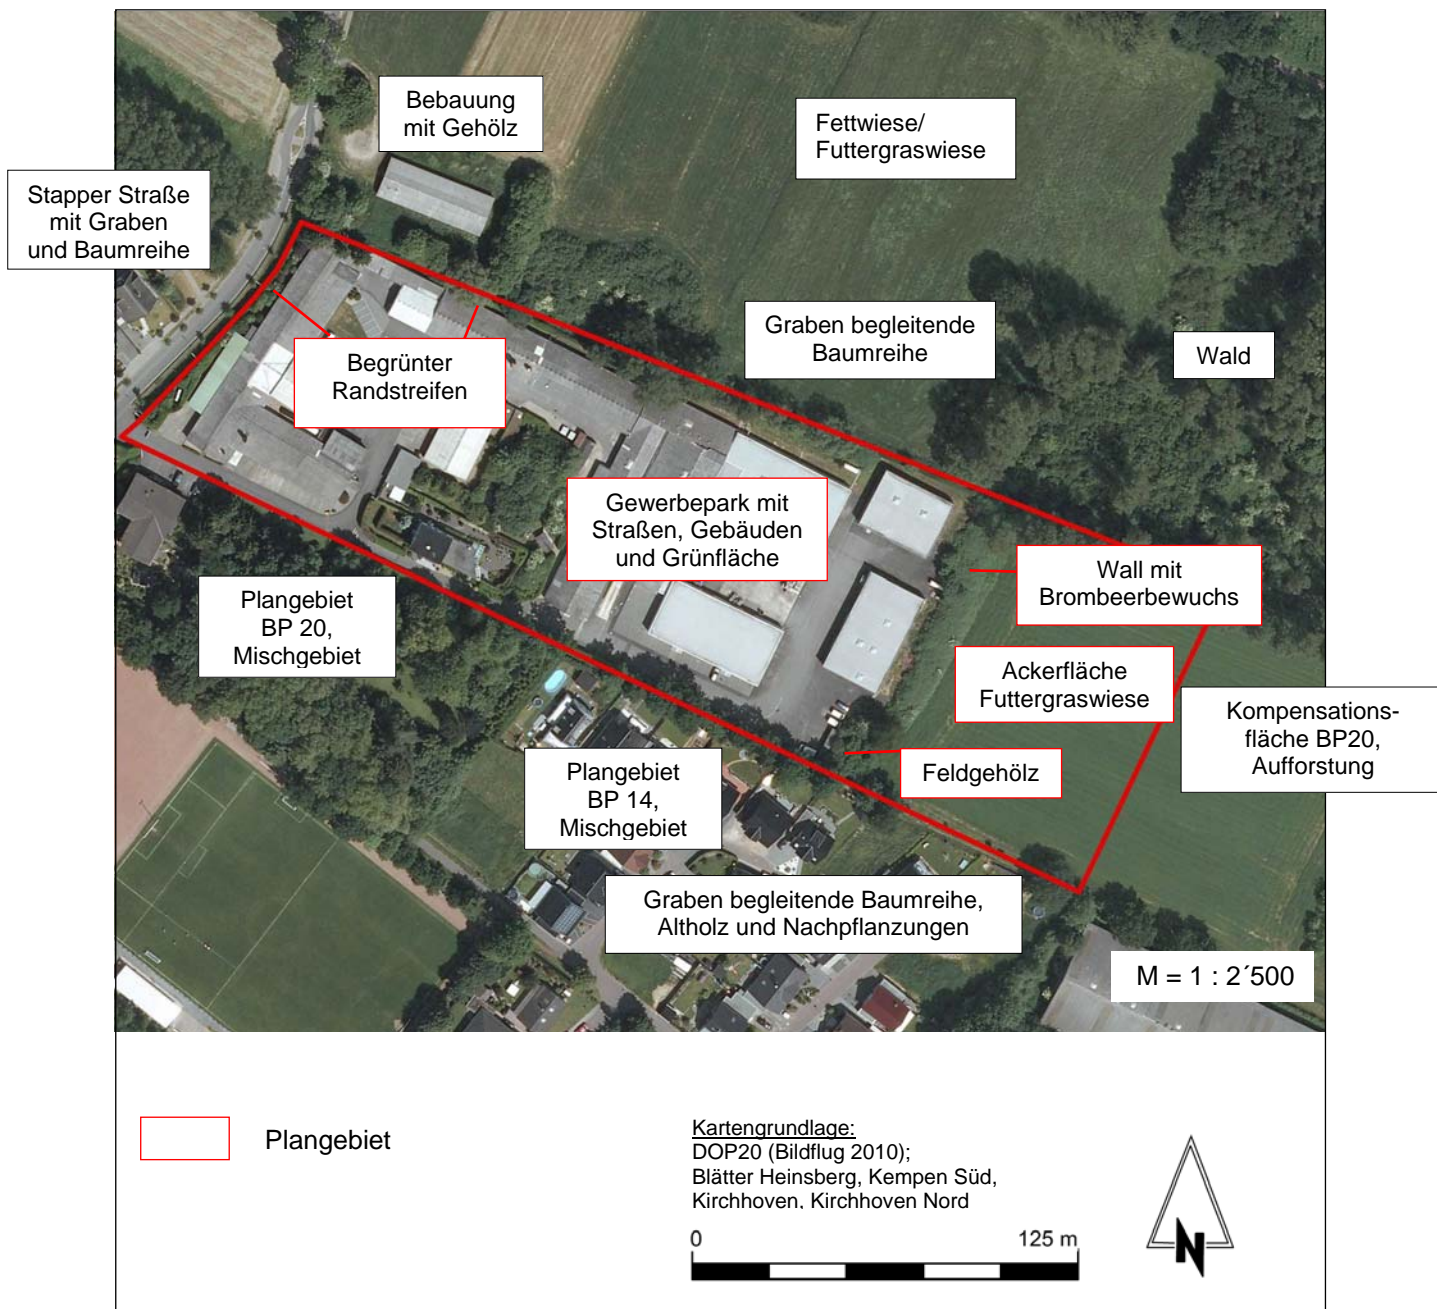 Bebauung
mit Gehölz
Fettwiese/
Futtergraswiese
Stapper Straße
mit Graben
und Baumreihe
Graben begleitende
Baumreihe
Wald
Begrünter
Randstreifen
Gewerbepark mit
Straßen, Gebäuden
und Grünfläche
Wall mit
Brombeerbewuchs
Plangebiet
BP 20,
Mischgebiet
Ackerfläche
Futtergraswiese
Kompensations-
fläche BP20,
Aufforstung
Feldgehölz
Plangebiet
BP 14,
Mischgebiet
Graben begleitende Baumreihe,
Altholz und Nachpflanzungen
M = 1 : 2´500
Plangebiet
Kartengrundlage:
DOP20 (Bildflug 2010);
Blätter Heinsberg, Kempen Süd,
Kirchhoven, Kirchhoven Nord
0 125 m
N